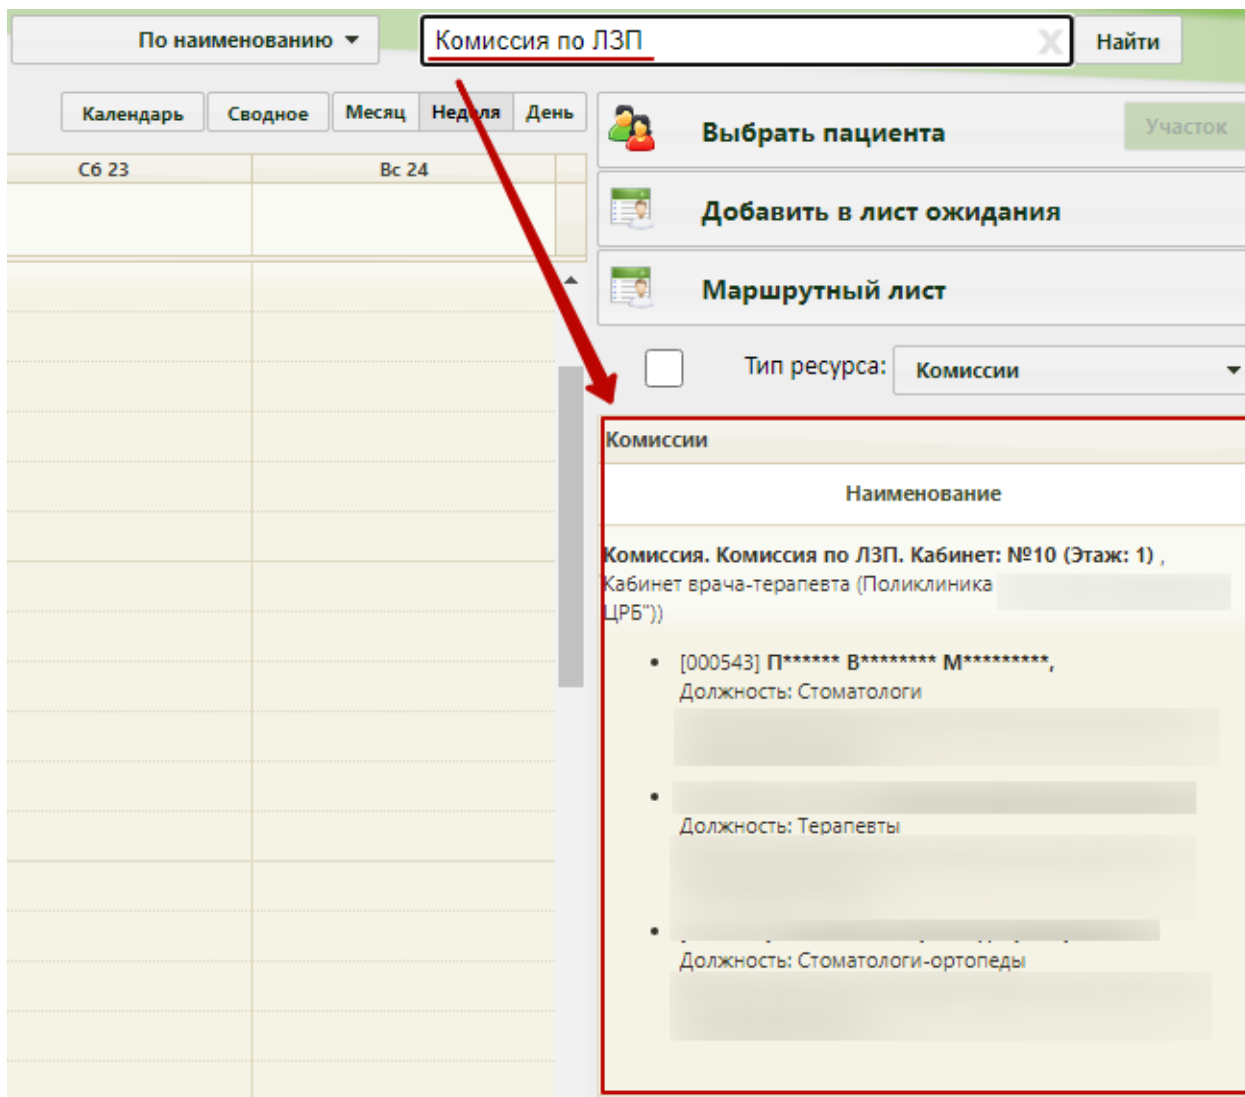 По наименованию
Комиссия по ЛЗП
X
Найти
Календарь
Сводное
Месяц
Неделя
День
Сб 23
Вс 24
Выбрать пациента
Участок
Добавить в лист ожидания
Маршрутный лист
Тип ресурса:
Комиссии
Комиссии
Наименование
Комиссия. Комиссия по ЛЗП. Кабинет: №10 (Этаж: 1) ,
Кабинет врача-терапевта (Поликлиника
ЦРБ"))
[000543] П****** В******** М*********,
Должность: Стоматологи
Должность: Терапевты
Должность: Стоматологи-ортопеды